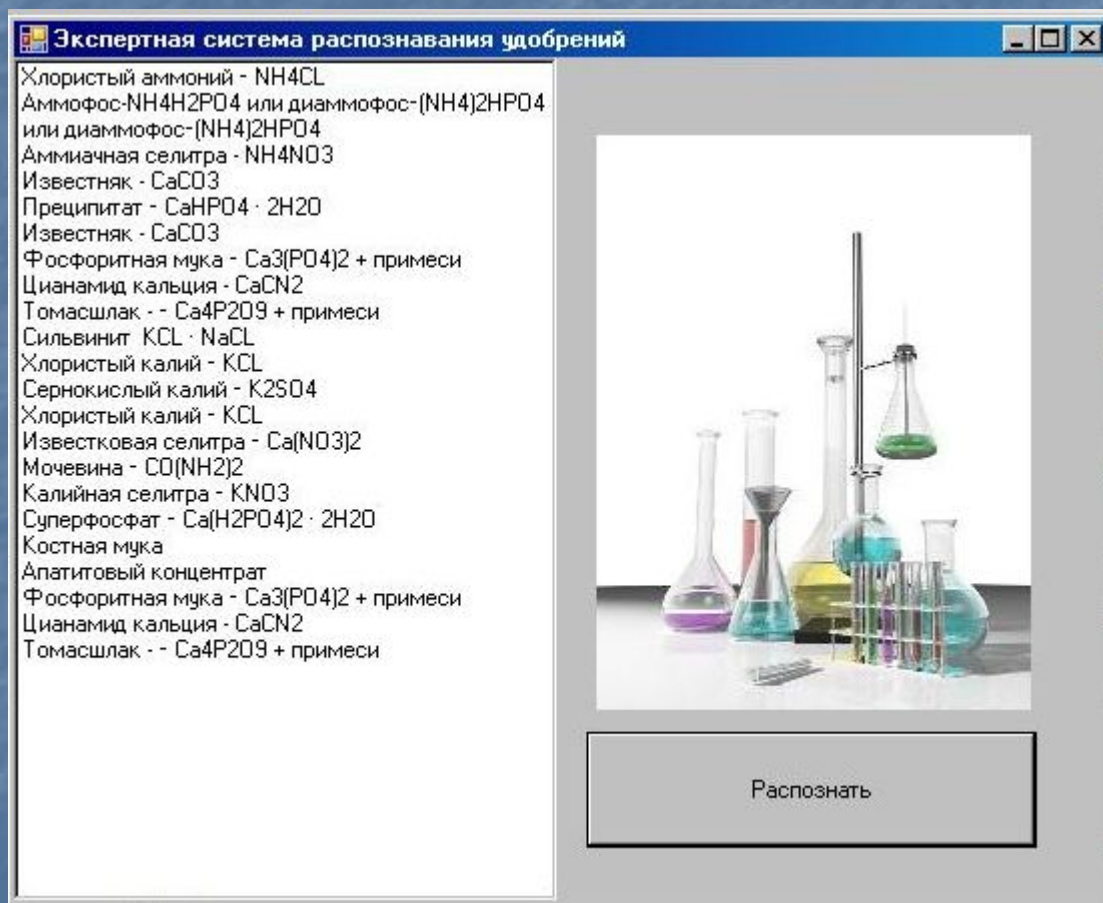 Экспертная система распознавания удобрений
Хлористый аммоний - NH4CL
Аммофос-NH4H2PO4 или диаммофос-(NH4)2HPO4
или диаммофос-(NH4)2HPO4
Аммиачная селитра - NH4NO3
Известняк - CaCO3
Преципитат - CaHPO4 · 2H2O
Известняк - CaCO3
Фосфоритная мука - Ca3(PO4)2 + примеси
Цианамид кальция - CaCN2
Томасшлак - - Ca4P2O9 + примеси
Сильвинит KCL · NaCL
Хлористый калий - KCL
Сернокислый калий - K2SO4
Хлористый калий - KCL
Известковая селитра - Ca(NO3)2
Мочевина - CO(NH2)2
Калийная селитра - KNO3
Суперфосфат - Ca(H2PO4)2 · 2H2O
Костная мука
Апатитовый концентрат
Фосфоритная мука - Ca3(PO4)2 + примеси
Цианамид кальция - CaCN2
Томасшлак - - Ca4P2O9 + примеси
Распознать